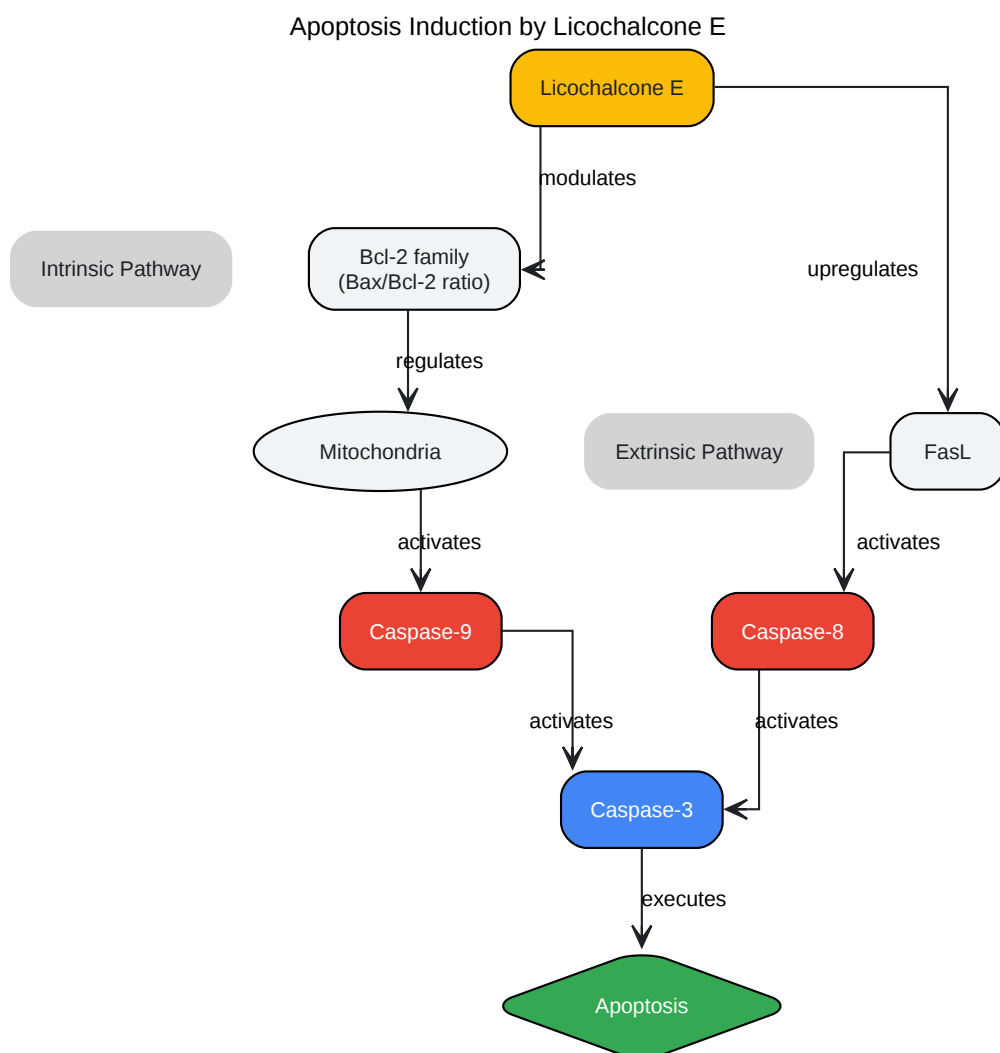 Apoptosis Induction by Licochalcone E
Licochalcone E
modulates
Intrinsic Pathway
Bcl-2 family
(Bax/Bcl-2 ratio)
upregulates
regulates
Mitochondria
Extrinsic Pathway
FasL
activates
activates
Caspase-9
Caspase-8
activates
activates
Caspase-3
executes
Apoptosis